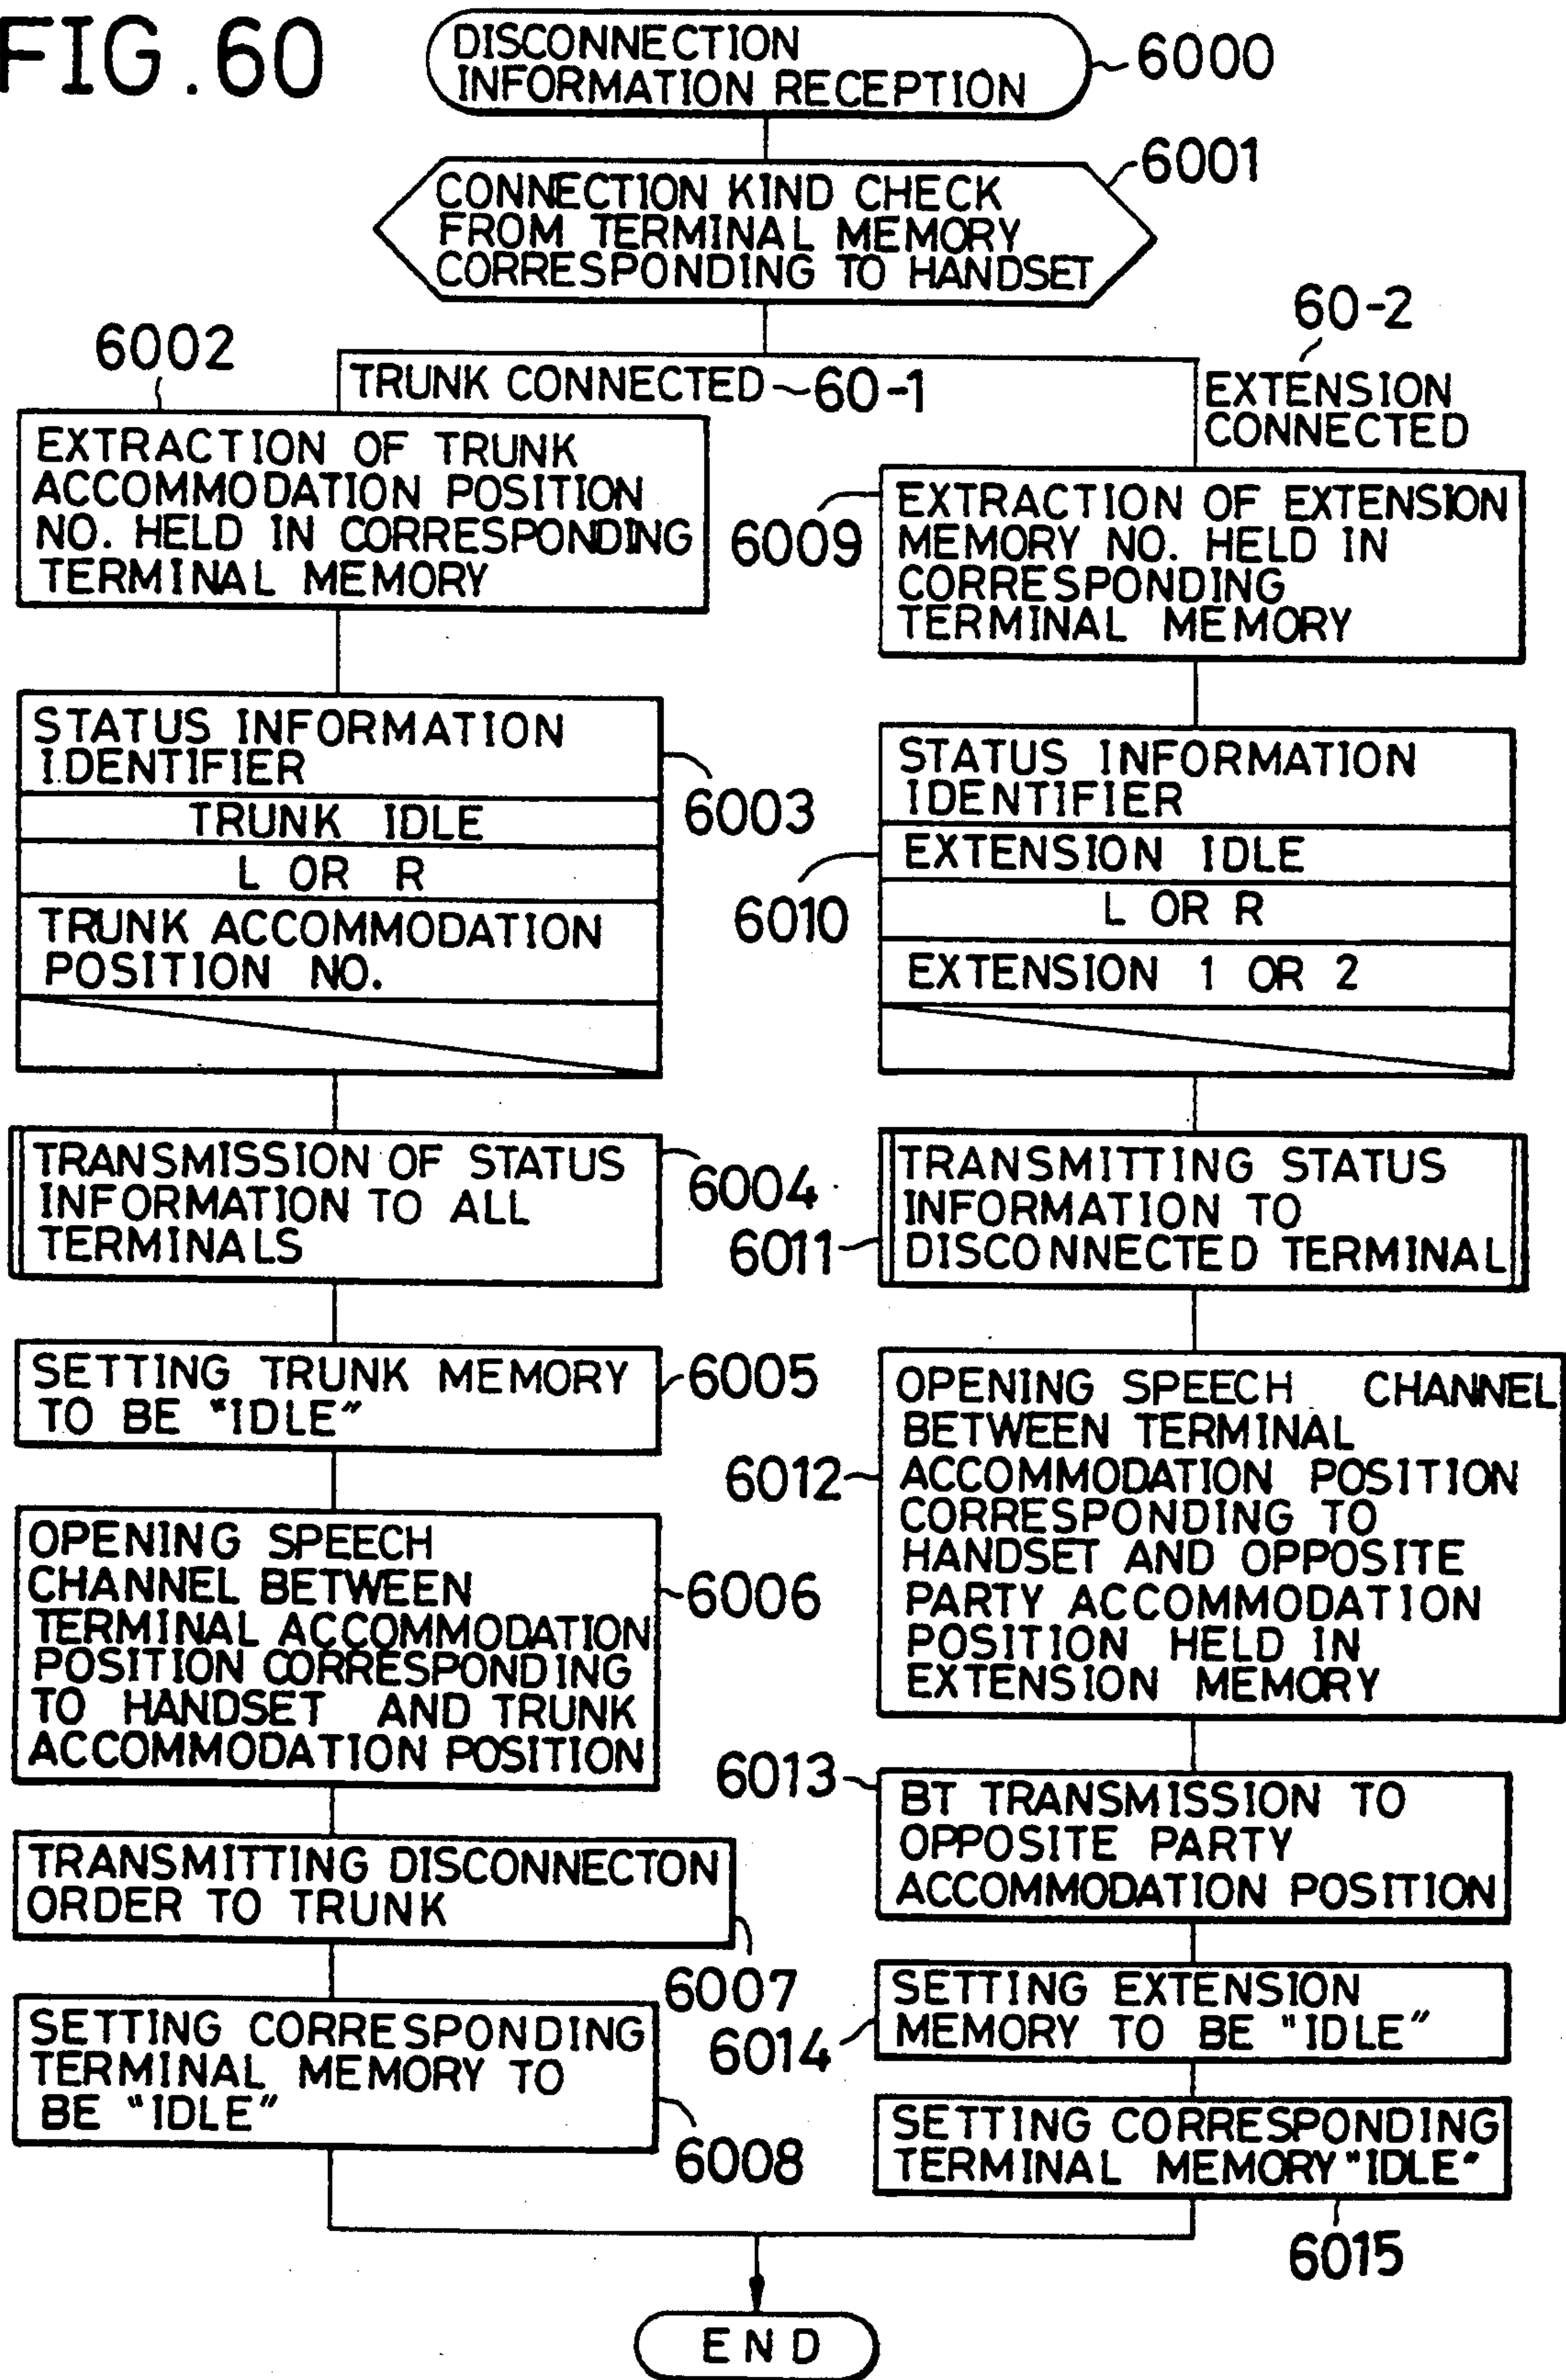 FIG.60
DISCONNECTION
INFORMATION RECEPTION
6000
CONNECTION KIND CHECK
FROM TERMINAL MEMORY
CORRESPONDING TO HANDSET
6001
TRUNK CONNECTED
60-1
60-2
EXTENSION
CONNECTED
6002
EXTRACTION OF TRUNK
ACCOMMODATION POSITION
NO. HELD IN CORRESPONDING
TERMINAL MEMORY
STATUS INFORMATION
IDENTIFIER
TRUNK IDLE
L OR R
TRUNK ACCOMMODATION
POSITION NO.
6003
TRANSMISSION OF STATUS
INFORMATION TO ALL
TERMINALS
6004
SETTING TRUNK MEMORY
TO BE "IDLE"
6005
OPENING SPEECH
CHANNEL BETWEEN
TERMINAL ACCOMMODATION
POSITION CORRESPONDING
TO HANDSET AND TRUNK
ACCOMMODATION POSITION
6006
TRANSMITTING DISCONNECTON
ORDER TO TRUNK
6007
SETTING CORRESPONDING
TERMINAL MEMORY TO
BE "IDLE"
6008
6009
EXTRACTION OF EXTENSION
MEMORY NO. HELD IN
CORRESPONDING
TERMINAL MEMORY
STATUS INFORMATION
IDENTIFIER
EXTENSION IDLE
L OR R
EXTENSION 1 OR 2
6010
TRANSMITTING STATUS
INFORMATION TO
DISCONNECTED TERMINAL
6011
OPENING SPEECH CHANNEL
BETWEEN TERMINAL
ACCOMMODATION POSITION
CORRESPONDING TO
HANDSET AND OPPOSITE
PARTY ACCOMMODATION
POSITION HELD IN
EXTENSION MEMORY
6012
6013
BT TRANSMISSION TO
OPPOSITE PARTY
ACCOMMODATION POSITION
SETTING EXTENSION
MEMORY TO BE "IDLE"
6014
SETTING CORRESPONDING
TERMINAL MEMORY "IDLE"
6015
END